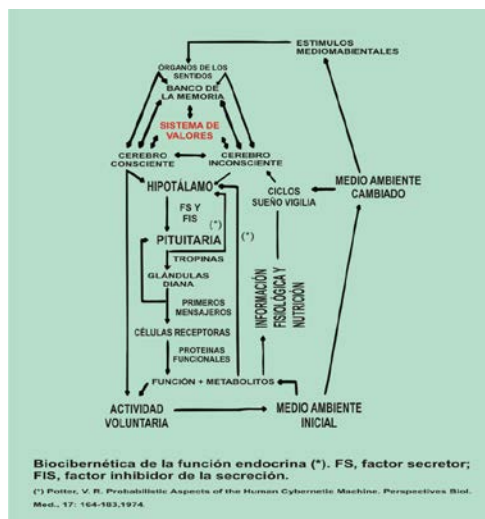 ESTIMULOS
MEDIOMABIENTALES
ÓRGANOS DE LOS
SENTIDOS
BANCO DE
LA MEMORIA
SISTEMA DE
VALORES
CEREBRO
CONSCIENTE
CEREBRO
INCONSCIENTE
HIPOTÁLAMO
CICLOS
SUEÑO VIGILIA
MEDIO AMBIENTE
CAMBIADO
FS Y
FIS
(*)
(*)
PITUITARIA
TROPINAS
GLÁNDULAS
DIANA
PRIMEROS
MENSAJEROS
CÉLULAS RECEPTORAS
PROTEINAS
FUNCIONALES
INFORMACIÓN
FISIOLÓGICA Y
NUTRICIÓN
FUNCIÓN + METABOLITOS
ACTIVIDAD
VOLUNTARIA
MEDIO AMBIENTE
INICIAL
Biocibernética de la función endocrina (*). FS, factor secretor;
FIS, factor inhibidor de la secreción.
(*) Potter, V. R. Probabilistic Aspects of the Human Cybernetic Machine. Perspectives Biol.
Med., 17: 164-183,1974